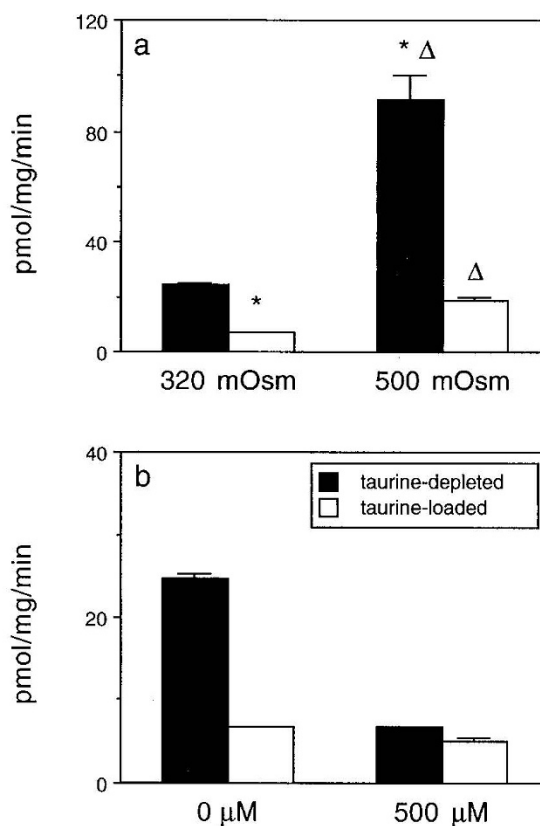 120
a
* Δ
80
pmol/mg/min
40
Δ
*
0
320 mOsm
500 mOsm
40
b
taurine-depleted
taurine-loaded
pmol/mg/min
20
0
0 μM
500 μM